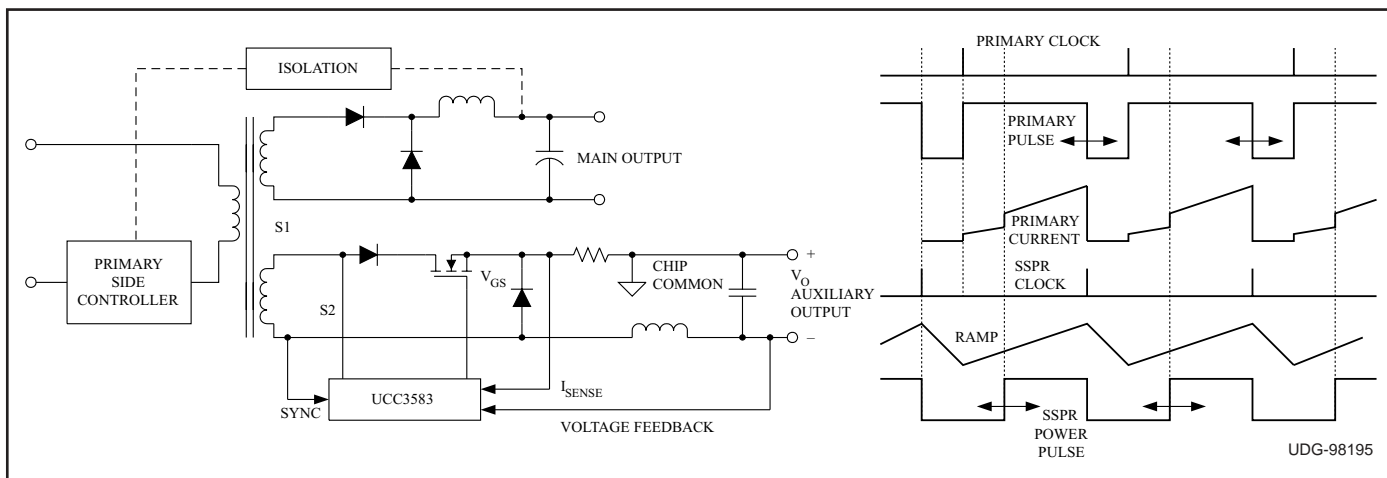 ISOLATION
MAIN OUTPUT
S1
PRIMARY
SIDE
CONTROLLER
S2
V_GS
CHIP
COMMON
+
V_O
AUXILIARY
OUTPUT
–
I_SENSE
SYNC
UCC3583
VOLTAGE FEEDBACK
PRIMARY CLOCK
PRIMARY
PULSE
PRIMARY
CURRENT
SSPR
CLOCK
RAMP
SSPR
POWER
PULSE
UDG-98195